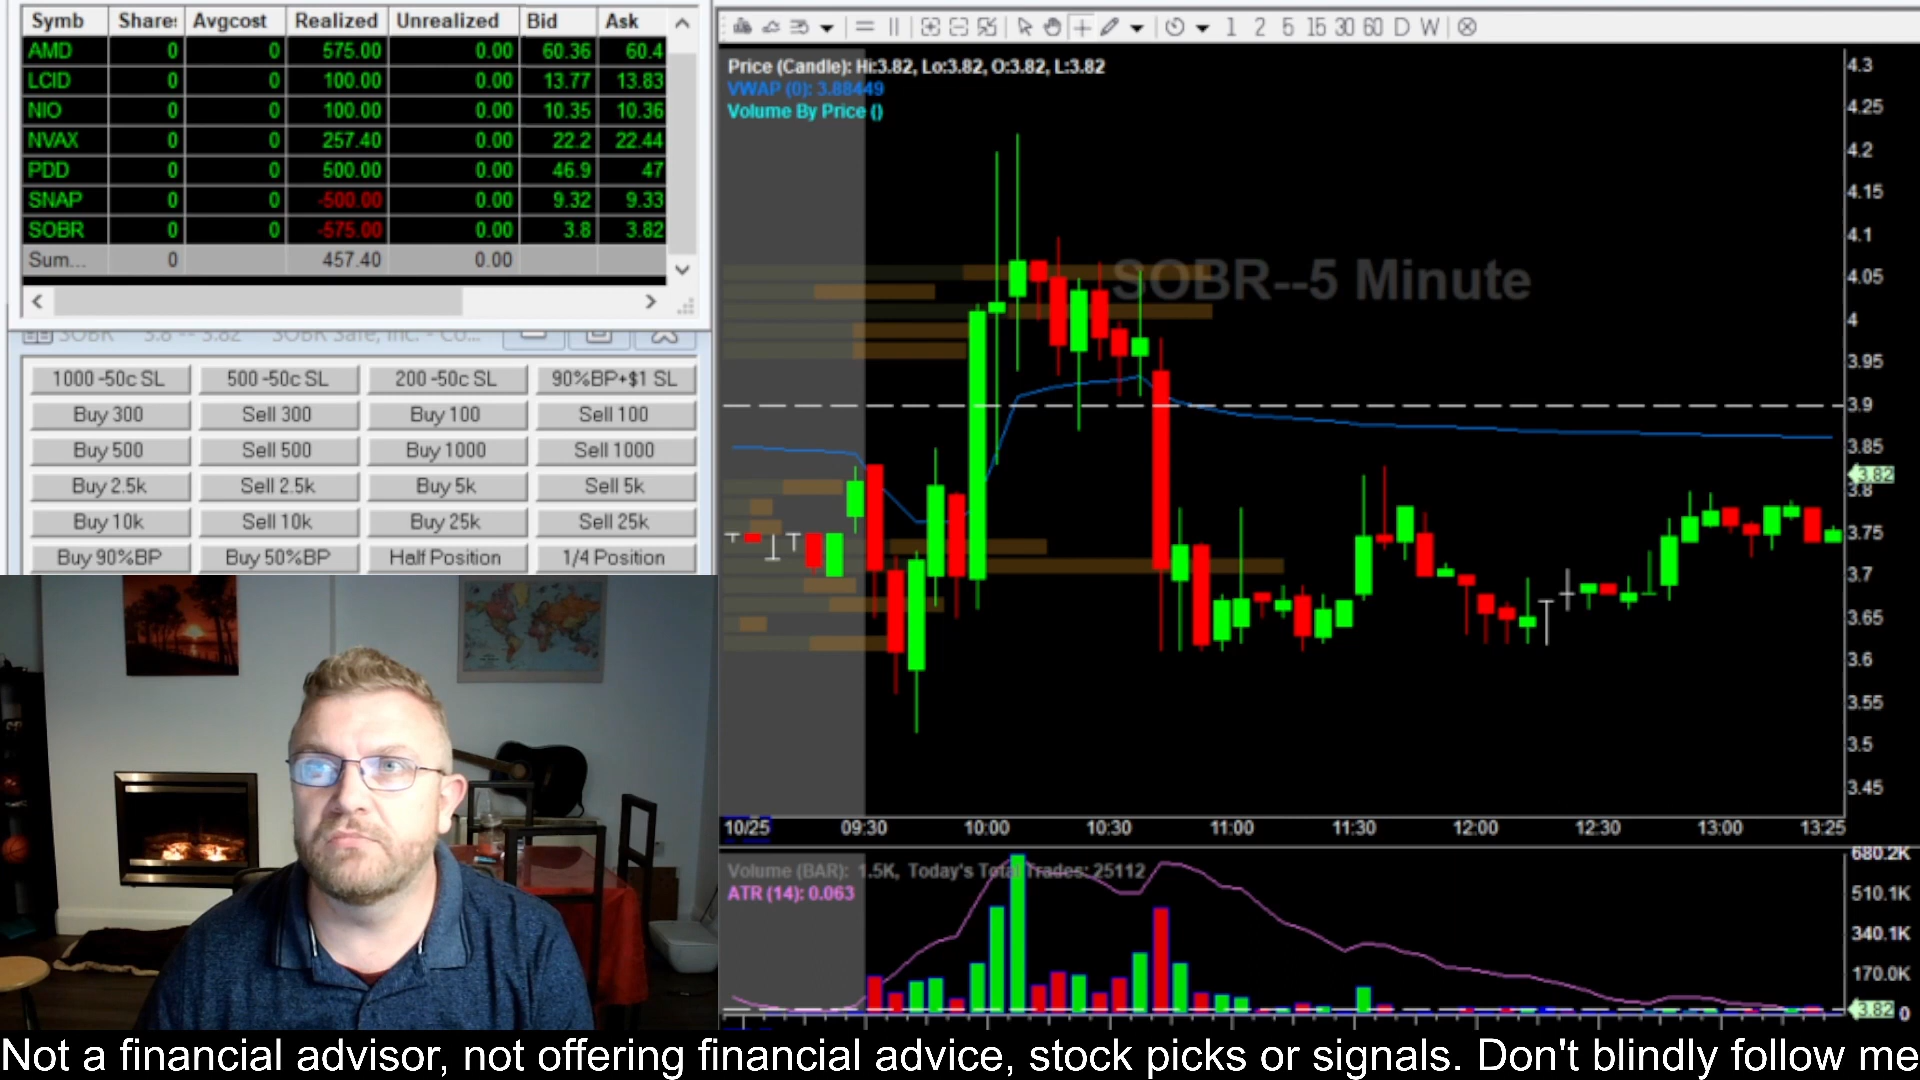 Symb Shares Avgcost Realized Unrealized Bid Ask
AMD 0 0 575.00 0.00 60.36 60.4
LCID 0 0 100.00 0.00 13.77 13.83
NIO 0 0 100.00 0.00 10.35 10.36
NVAX 0 0 257.40 0.00 22.2 22.44
PDD 0 0 500.00 0.00 46.9 47
SNAP 0 0 -500.00 0.00 9.32 9.33
SOBR 0 0 -575.00 0.00 3.8 3.82
Sum... 0 457.40 0.00
SOBR 3.8 -- 3.82 SOBR Safe, Inc. - Co...
1000 -50c SL 500 -50c SL 200 -50c SL 90%BP+$1 SL
Buy 300 Sell 300 Buy 100 Sell 100
Buy 500 Sell 500 Buy 1000 Sell 1000
Buy 2.5k Sell 2.5k Buy 5k Sell 5k
Buy 10k Sell 10k Buy 25k Sell 25k
Buy 90%BP Buy 50%BP Half Position 1/4 Position
1 2 5 15 30 60 D W
Price (Candle): Hi:3.82, Lo:3.82, O:3.82, L:3.82
VWAP (0): 3.88449
Volume By Price ()
SOBR--5 Minute
4.3
4.25
4.2
4.15
4.1
4.05
4
3.95
3.9
3.85
3.82
3.8
3.75
3.7
3.65
3.6
3.55
3.5
3.45
10/25 09:30 10:00 10:30 11:00 11:30 12:00 12:30 13:00 13:25
Volume (BAR): 1.5K, Today's Total Trades: 25112
ATR (14): 0.063
680.2K
510.1K
340.1K
170.0K
3.82 0
Not a financial advisor, not offering financial advice, stock picks or signals. Don't blindly follow me